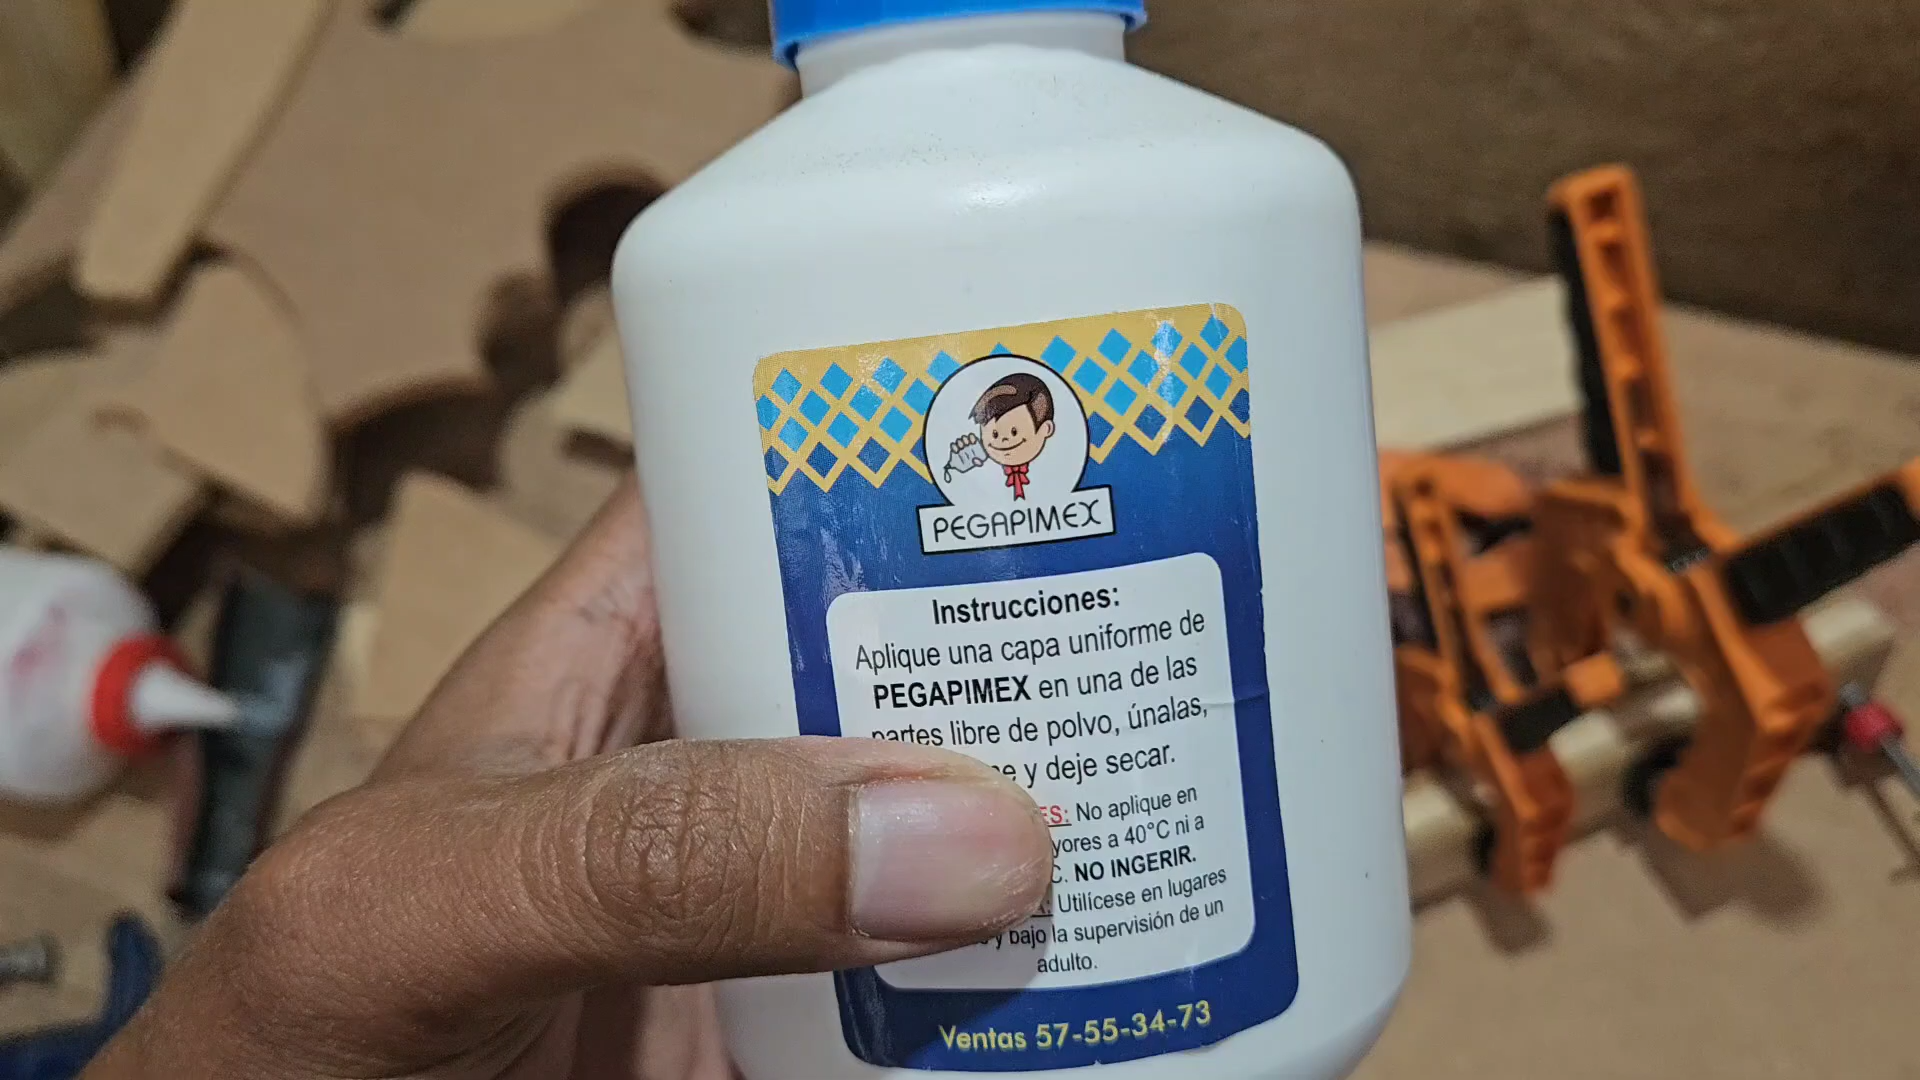 PEGAPIMEX
Instrucciones:
Aplique una capa uniforme de
PEGAPIMEX en una de las
partes libre de polvo, únalas,
y deje secar.
ES: No aplique en
yores a 40°C ni a
C. NO INGERIR.
Utilícese en lugares
y bajo la supervisión de un
adulto.
Ventas 57-55-34-73